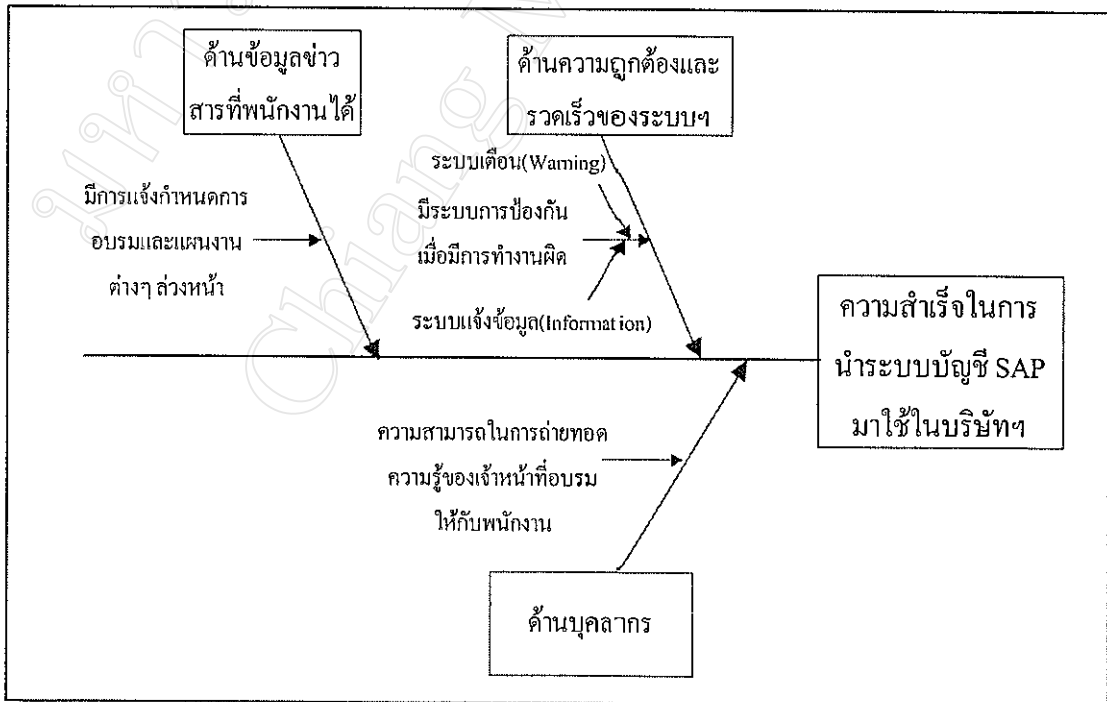 ด้านข้อมูลข่าว
สารที่พนักงานได้
ด้านความถูกต้องและ
รวดเร็วของระบบฯ
ระบบเตือน(Warning)
มีการแจ้งกำหนดการ
อบรมและแผนงาน
ต่างๆ ล่วงหน้า
มีระบบการป้องกัน
เมื่อมีการทำงานผิด
ระบบแจ้งข้อมูล(Information)
ความสำเร็จในการ
นำระบบบัญชี SAP
มาใช้ในบริษัทฯ
ความสามารถในการถ่ายทอด
ความรู้ของเจ้าหน้าที่อบรม
ให้กับพนักงาน
ด้านบุคลากร
Chiang